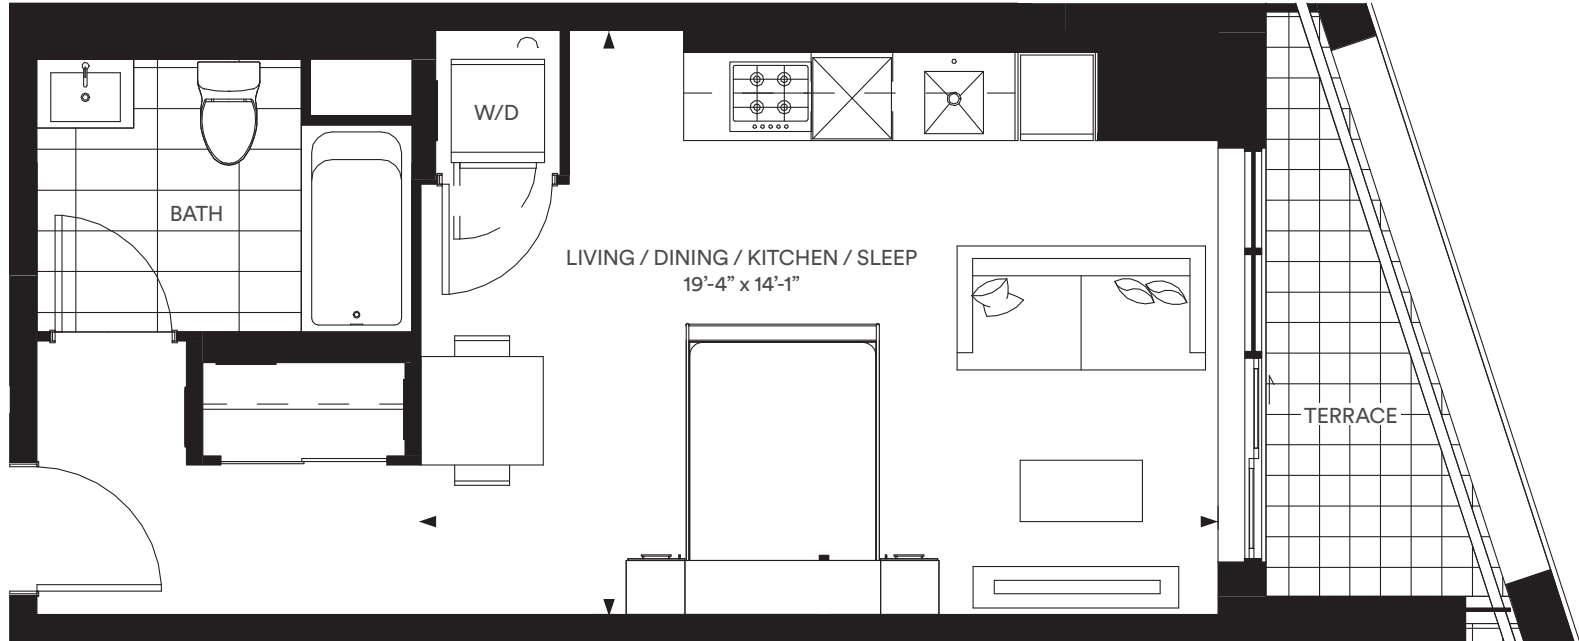 W/D
BATH
LIVING / DINING / KITCHEN / SLEEP
19’-4” x 14’-1”
TERRACE